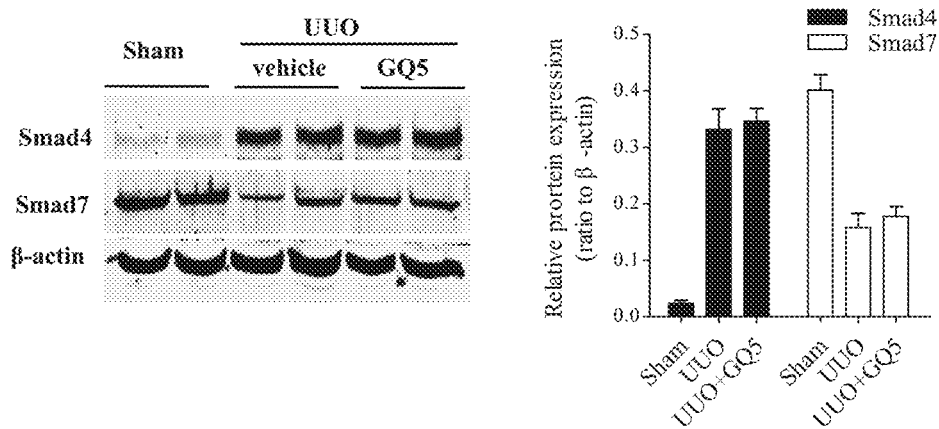 UUO
Sham
vehicle GQ5
Smad4
Smad7
β-actin
Smad4
Smad7
Relative prortein expression
(ratio to β -actin)
0.5
0.4
0.3
0.2
0.1
0.0
Sham
UUO
UUO+GQ5
Sham
UUO
UUO+GQ5